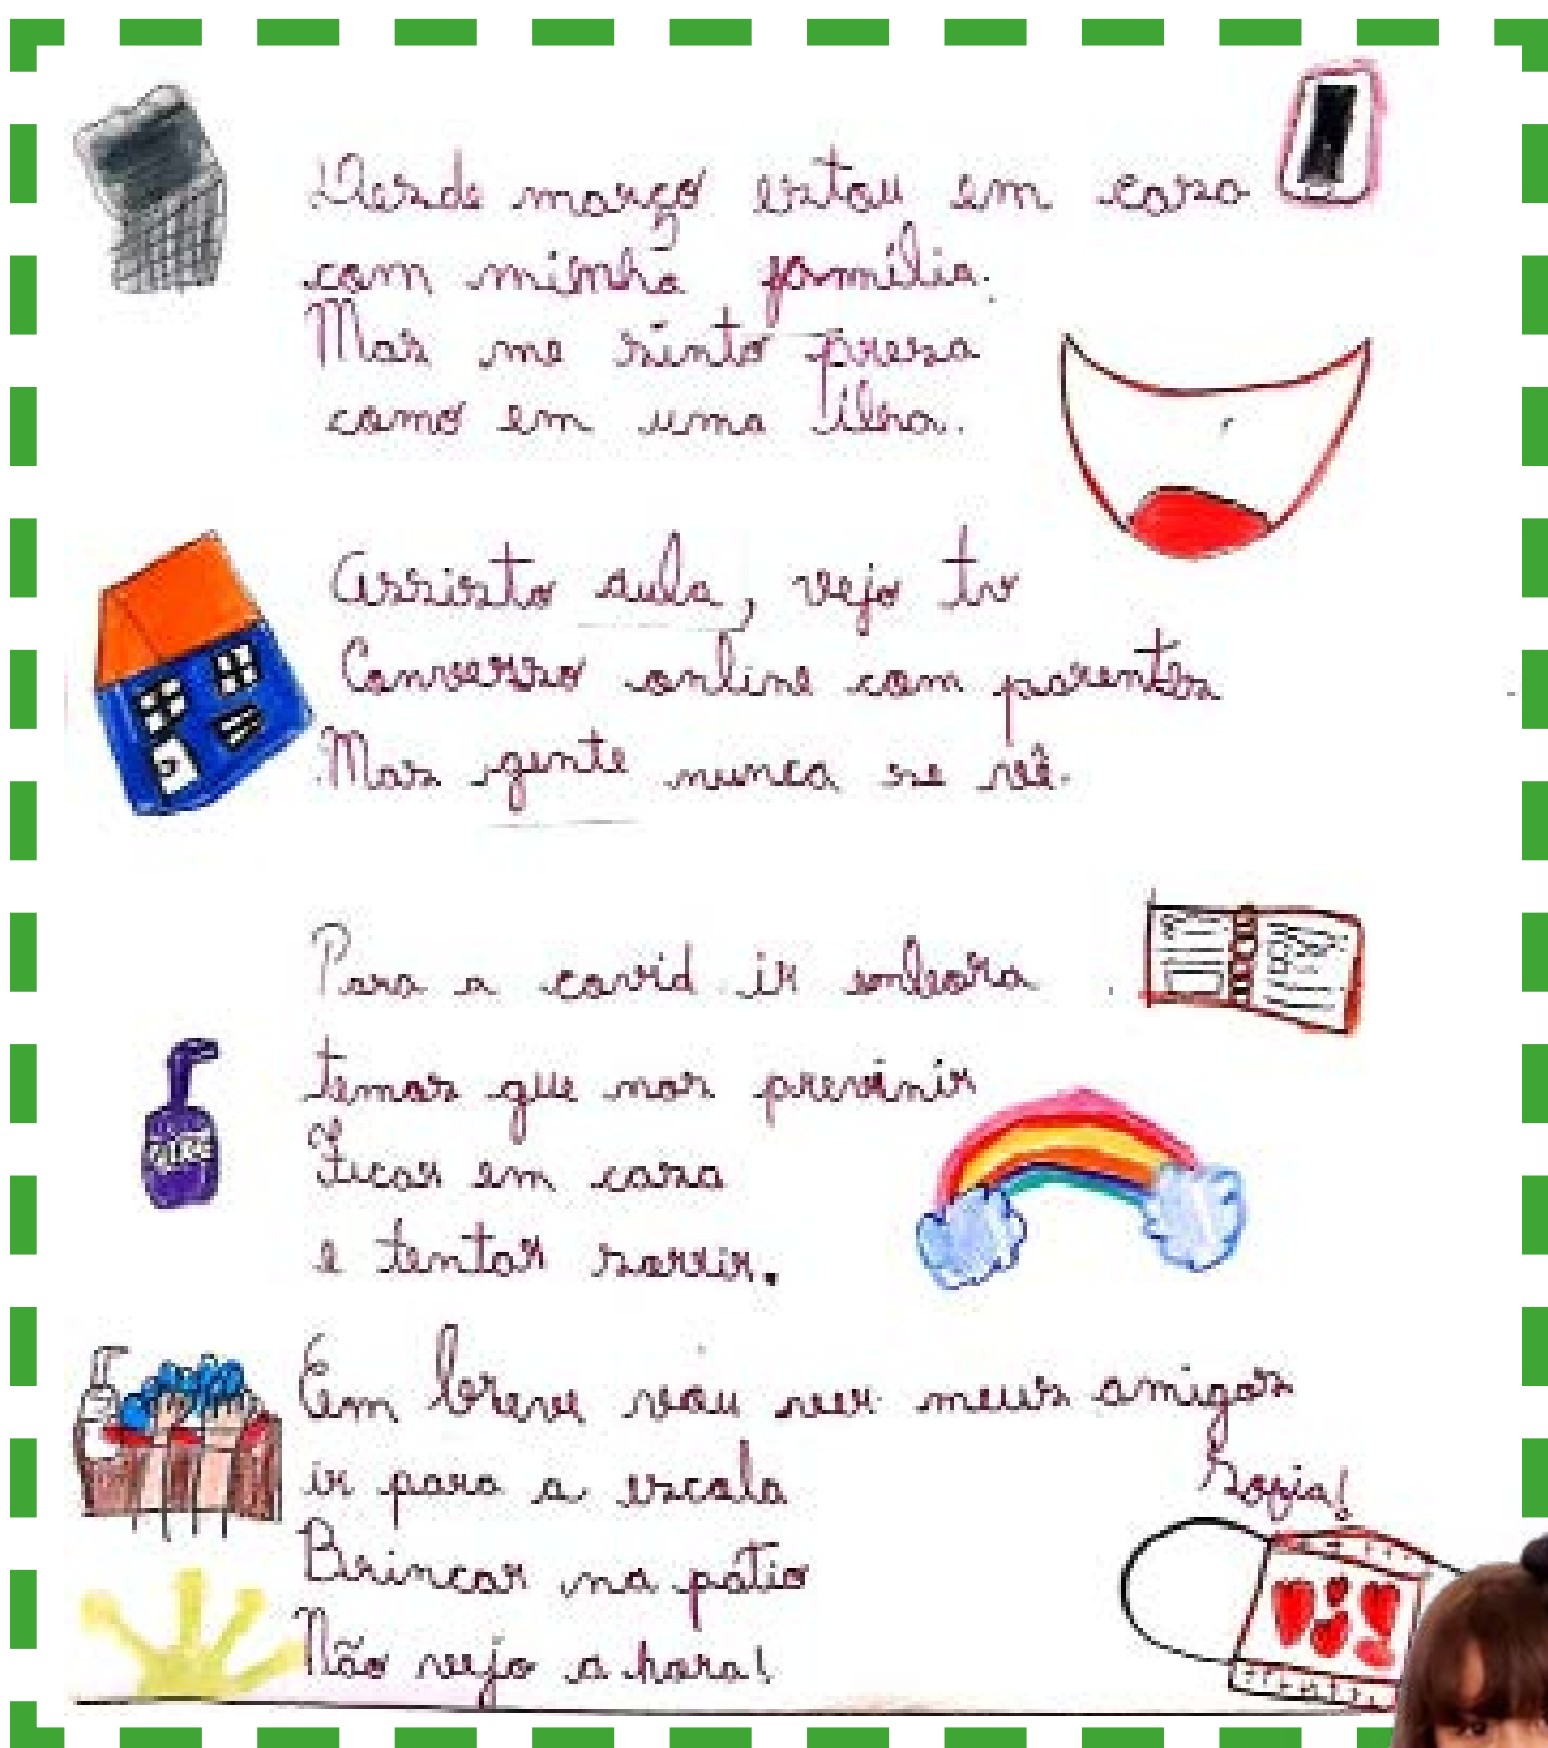 Desde março estou em casa
com minha família.
Mas me sinto presa
como em uma ilha.
Assisto aula, vejo tv
Converso online com parentes
Mas gente nunca se vê.
Para a covid ir embora
temos que nos previnir
Ficar em casa
e tentar sorrir.
Em breve vou ver meus amigos
ir para a escola
Brincar no pátio
Não vejo a hora!
Sofia!